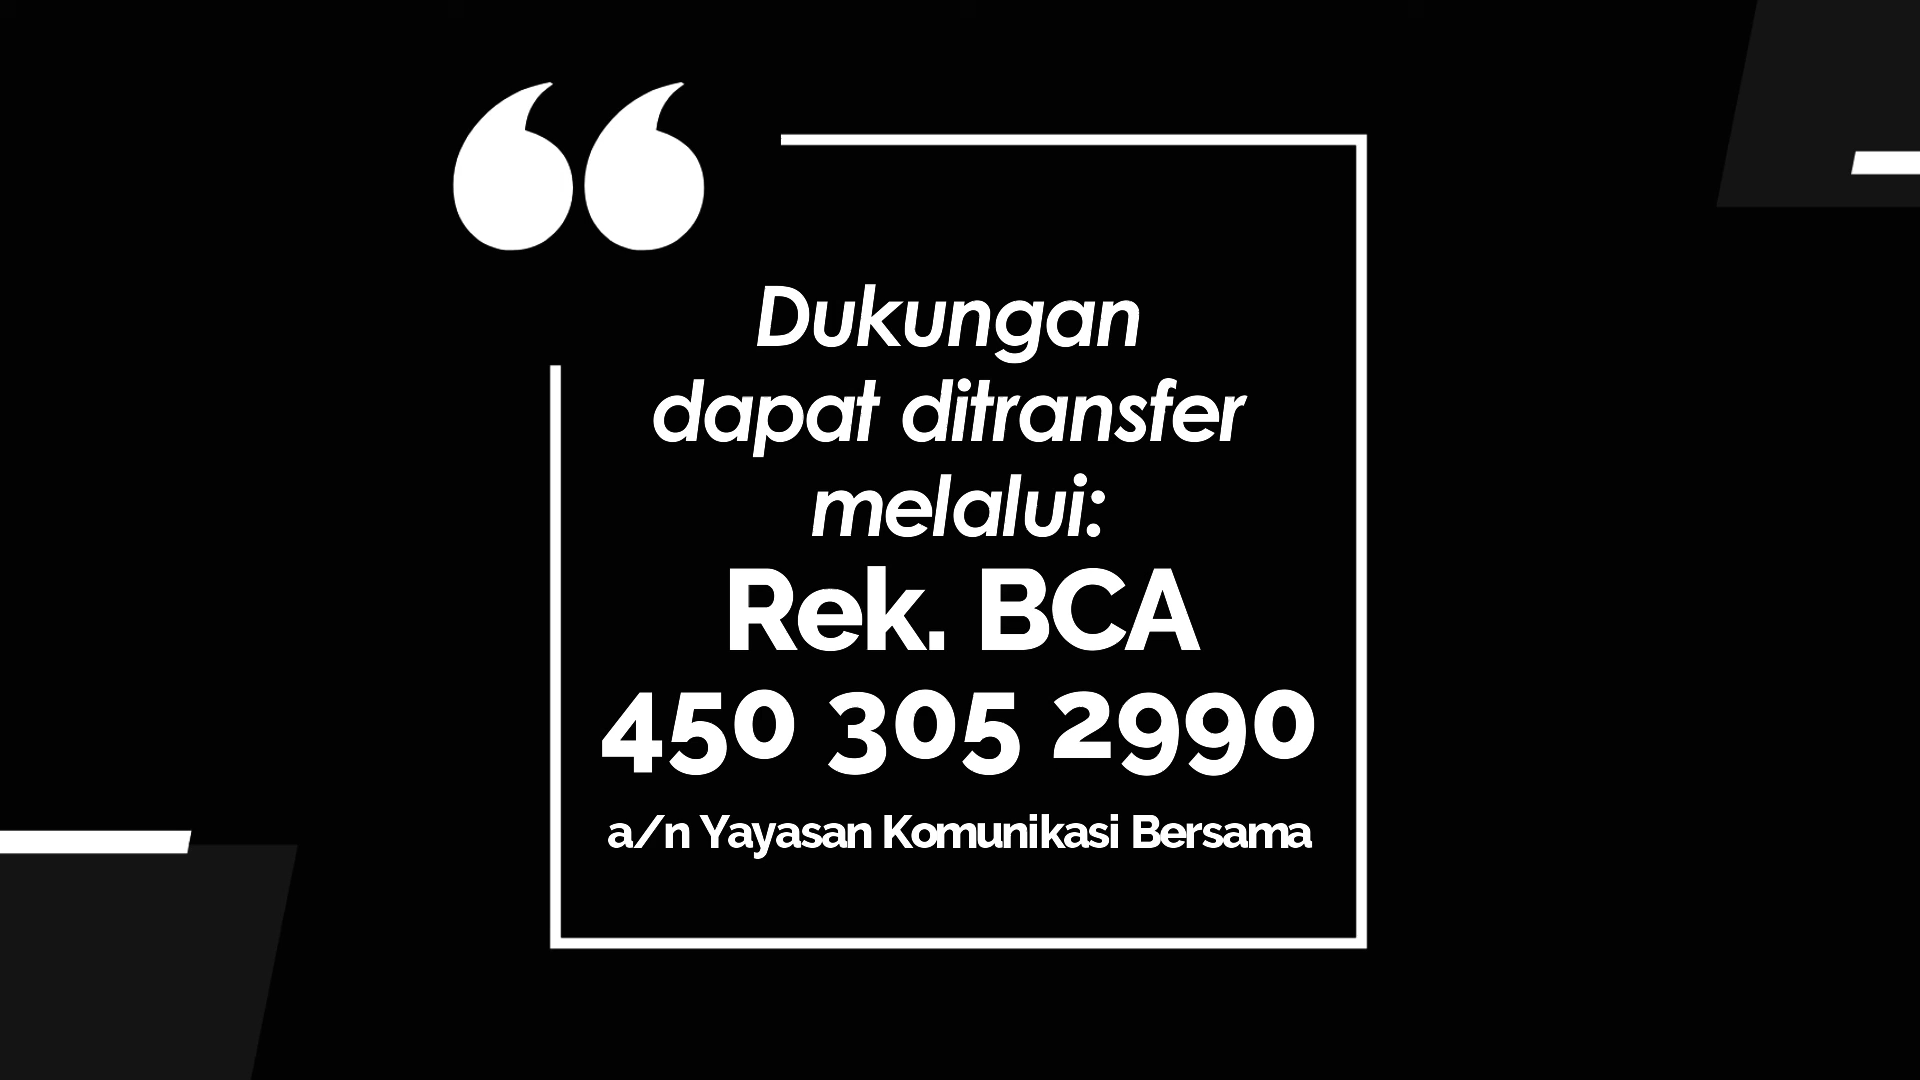 Dukungan
dapat ditransfer
melalui:
Rek. BCA
450 305 2990
a/n Yayasan Komunikasi Bersama